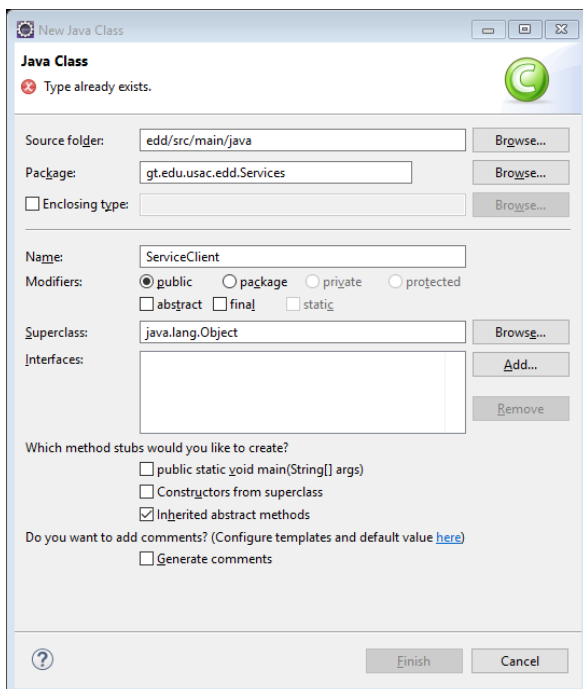 New Java Class
Java Class
Type already exists.
Source folder: edd/src/main/java Browse...
Package: gt.edu.usac.edd.Services Browse...
Enclosing type: Browse...
Name: ServiceClient
Modifiers: public package private protected
abstract final static
Superclass: java.lang.Object Browse...
Interfaces: Add...
Remove
Which method stubs would you like to create?
public static void main(String[] args)
Constructors from superclass
Inherited abstract methods
Do you want to add comments? (Configure templates and default value here)
Generate comments
? Finish Cancel